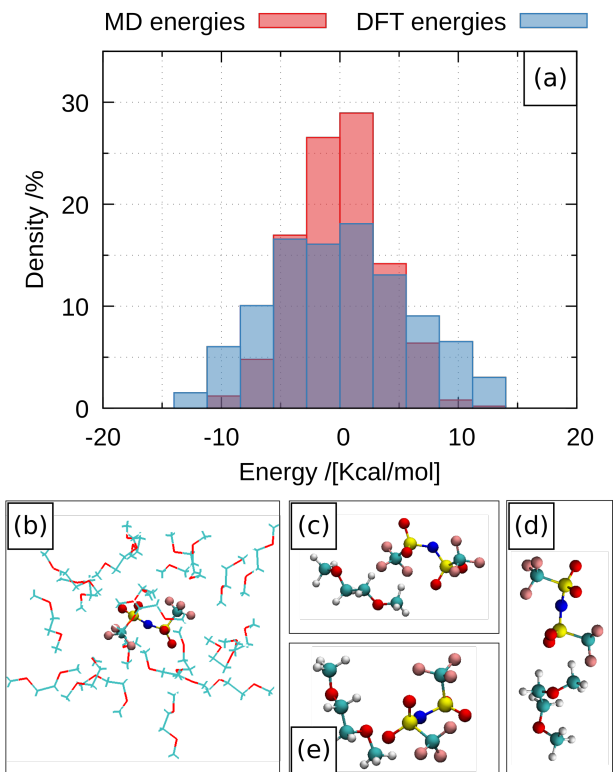 MD energies DFT energies
(a)
Density /%
30
20
10
0
-20 -10 0 10 20
Energy /[Kcal/mol]
(b) (c) (d)
(e)